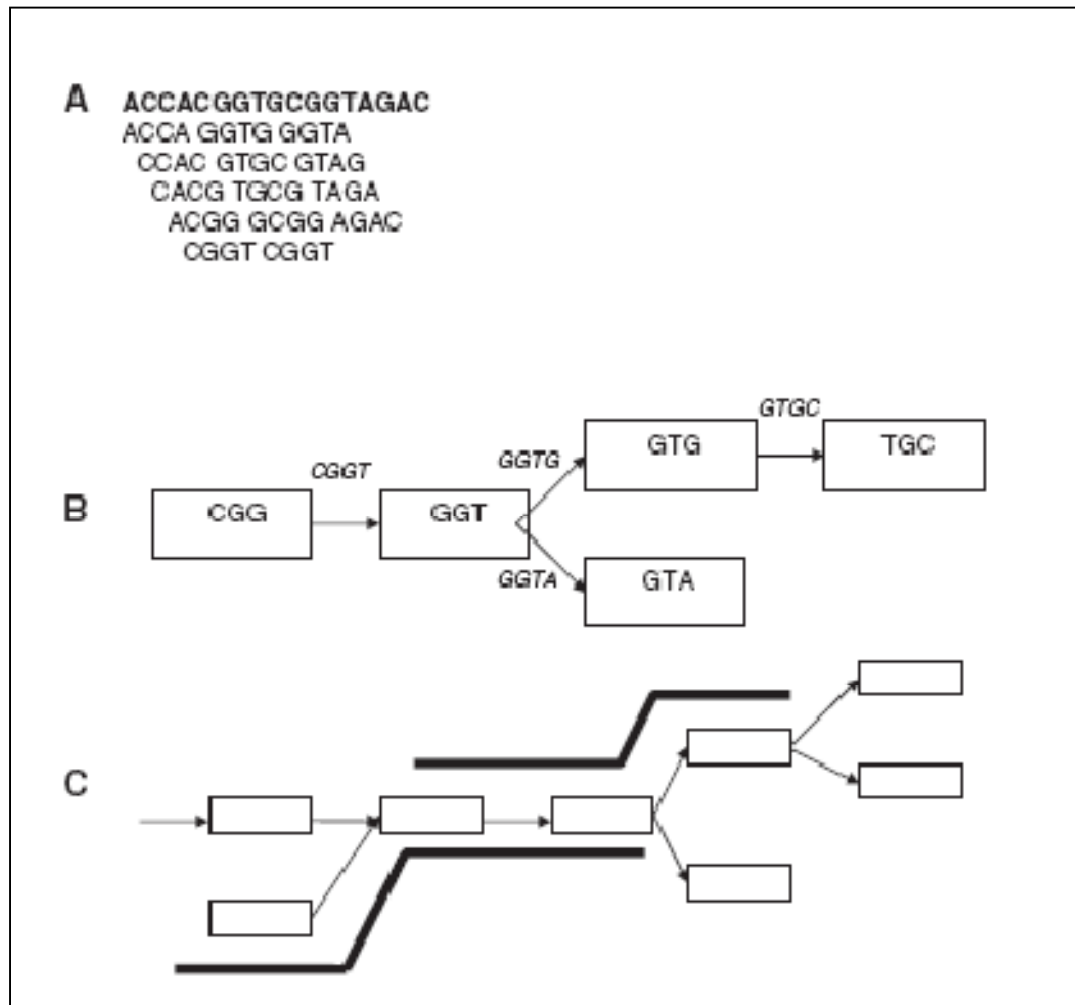 A ACCACGGTGCGGTAGAC
ACCA GGTG GGTA
CCAC GTGC GTAG
CACG TGCG TAGA
ACGG GCGG AGAC
CGGT CGGT
GTGC
GTG TGC
CGGT GGTG
B CGG GGT
GGTA GTA
C